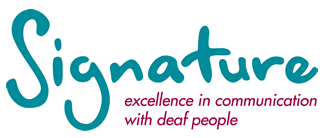 Signature
excellence in communication
with deaf people